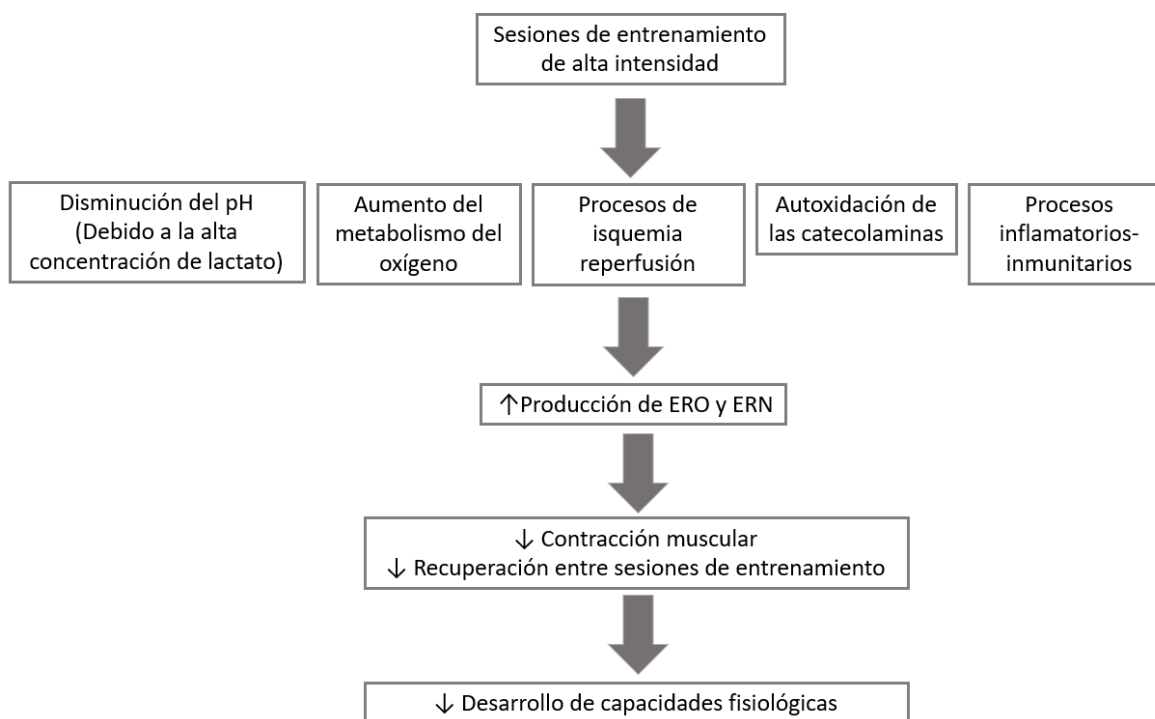 Sesiones de entrenamiento
de alta intensidad
Disminución del pH
(Debido a la alta
concentración de lactato)
Aumento del
metabolismo del
oxígeno
Procesos de
isquemia
reperfusión
Autoxidación de
las catecolaminas
Procesos
inflamatorios-
inmunitarios
↑Producción de ERO y ERN
↓ Contracción muscular
↓ Recuperación entre sesiones de entrenamiento
↓ Desarrollo de capacidades fisiológicas